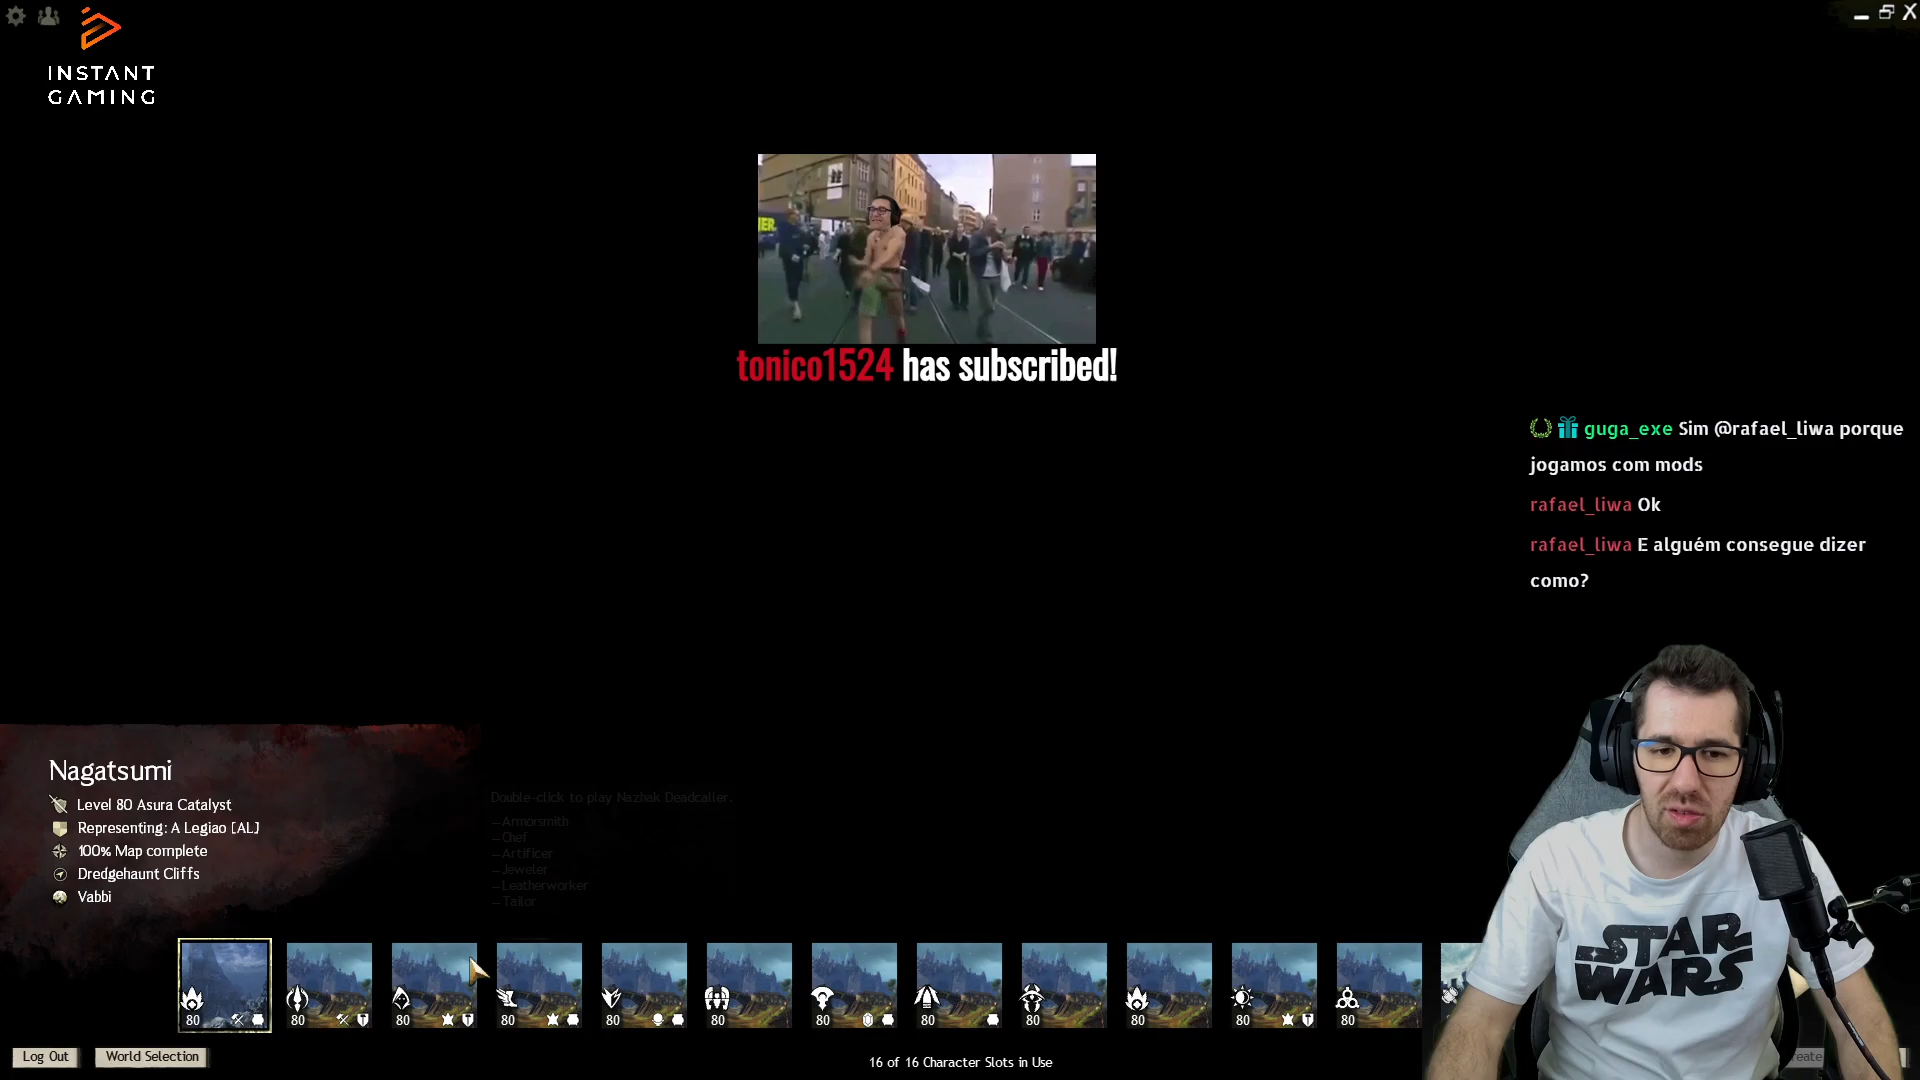 INSTANT
GAMING
X
tonico1524 has subscribed!
guga_exe Sim @rafael_liwa porque
jogamos com mods
rafael_liwa Ok
rafael_liwa E alguém consegue dizer
como?
Nagatsumi
Level 80 Asura Catalyst
Representing: A Legiao [AL]
100% Map complete
Dredgehaunt Cliffs
Vabbi
Double-click to play Nazhak Deadcaller.
—Armorsmith
—Chef
—Artificer
—Jeweler
—Leatherworker
—Tailor
80 80 80 80 80 80 80 80 80 80 80 80
STAR
WARS
Log Out
World Selection
16 of 16 Character Slots in Use